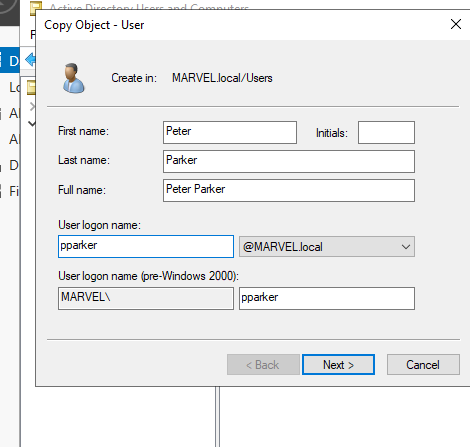 Active Directory Users and Computers
Copy Object - User
Create in: MARVEL.local/Users
First name: Peter Initials:
Last name: Parker
Full name: Peter Parker
User logon name:
pparker @MARVEL.local
User logon name (pre-Windows 2000):
MARVEL\ pparker
< Back Next > Cancel